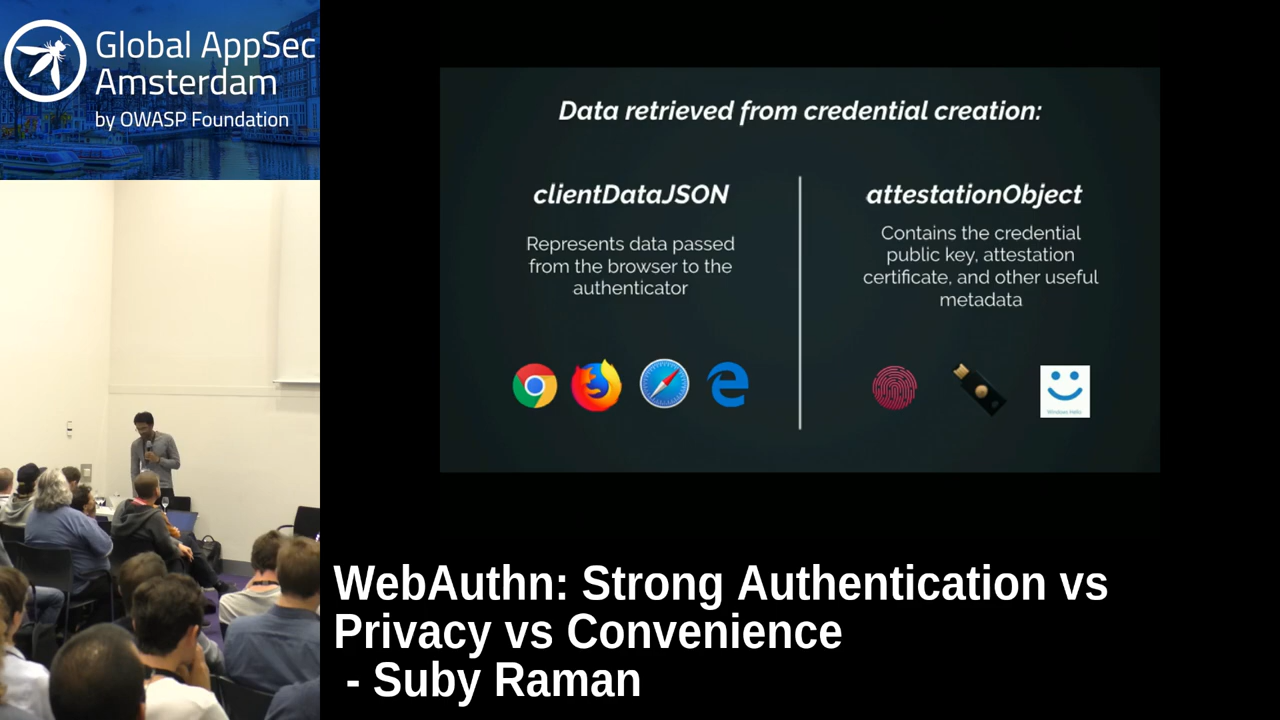 Global AppSec
Amsterdam
by OWASP Foundation
Data retrieved from credential creation:
clientDataJSON
Represents data passed
from the browser to the
authenticator
attestationObject
Contains the credential
public key, attestation
certificate, and other useful
metadata
Windows Hello
WebAuthn: Strong Authentication vs
Privacy vs Convenience
- Suby Raman